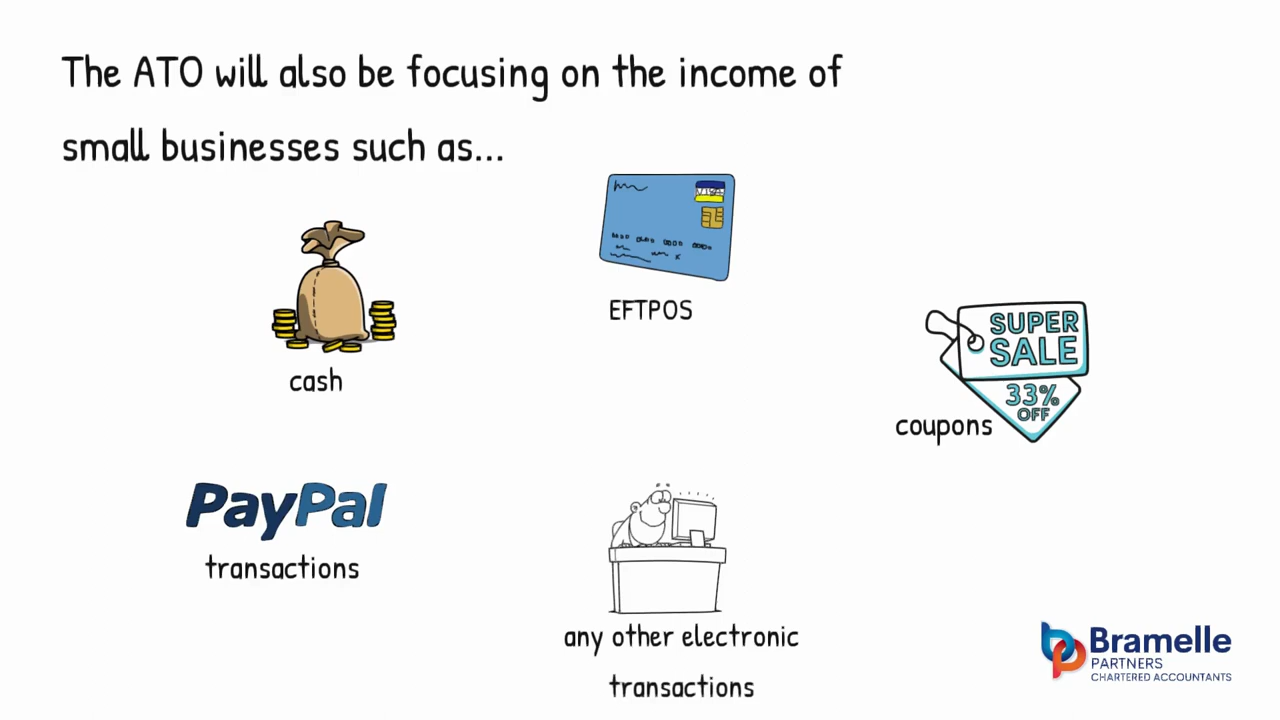 The ATO will also be focusing on the income of
small businesses such as...
EFTPOS
cash
SUPER
SALE
33%
OFF
coupons
PayPal
transactions
any other electronic
transactions
Bramelle
PARTNERS
CHARTERED ACCOUNTANTS